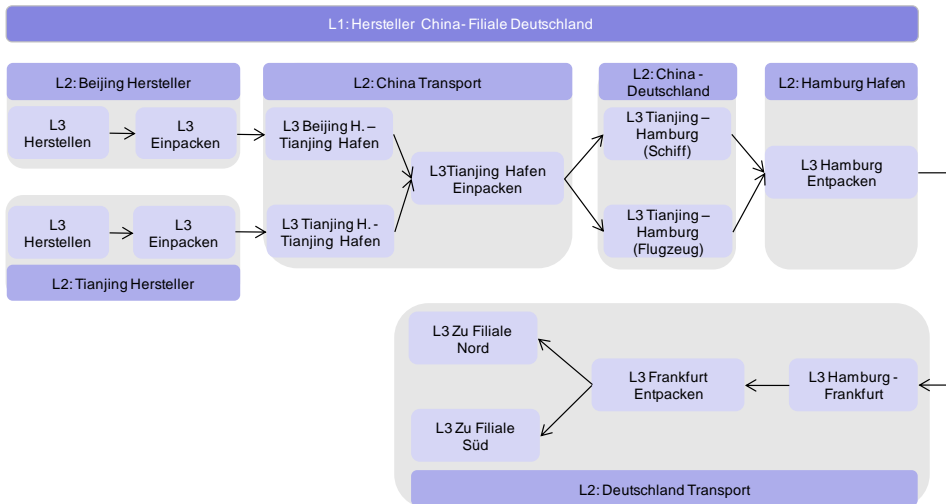 L1: Hersteller China- Filiale Deutschland
L2: Beijing Hersteller
L3
Herstellen
L3
Einpacken
L3
Herstellen
L3
Einpacken
L2: Tianjing Hersteller
L2: China Transport
L3 Beijing H. –
Tianjing Hafen
L3 Tianjing H. -
Tianjing Hafen
L3Tianjing Hafen
Einpacken
L2: China -
Deutschland
L3 Tianjing –
Hamburg
(Schiff)
L3 Tianjing –
Hamburg
(Flugzeug)
L2: Hamburg Hafen
L3 Hamburg
Entpacken
L3 Zu Filiale
Nord
L3 Zu Filiale
Süd
L3 Frankfurt
Entpacken
L3 Hamburg -
Frankfurt
L2: Deutschland Transport